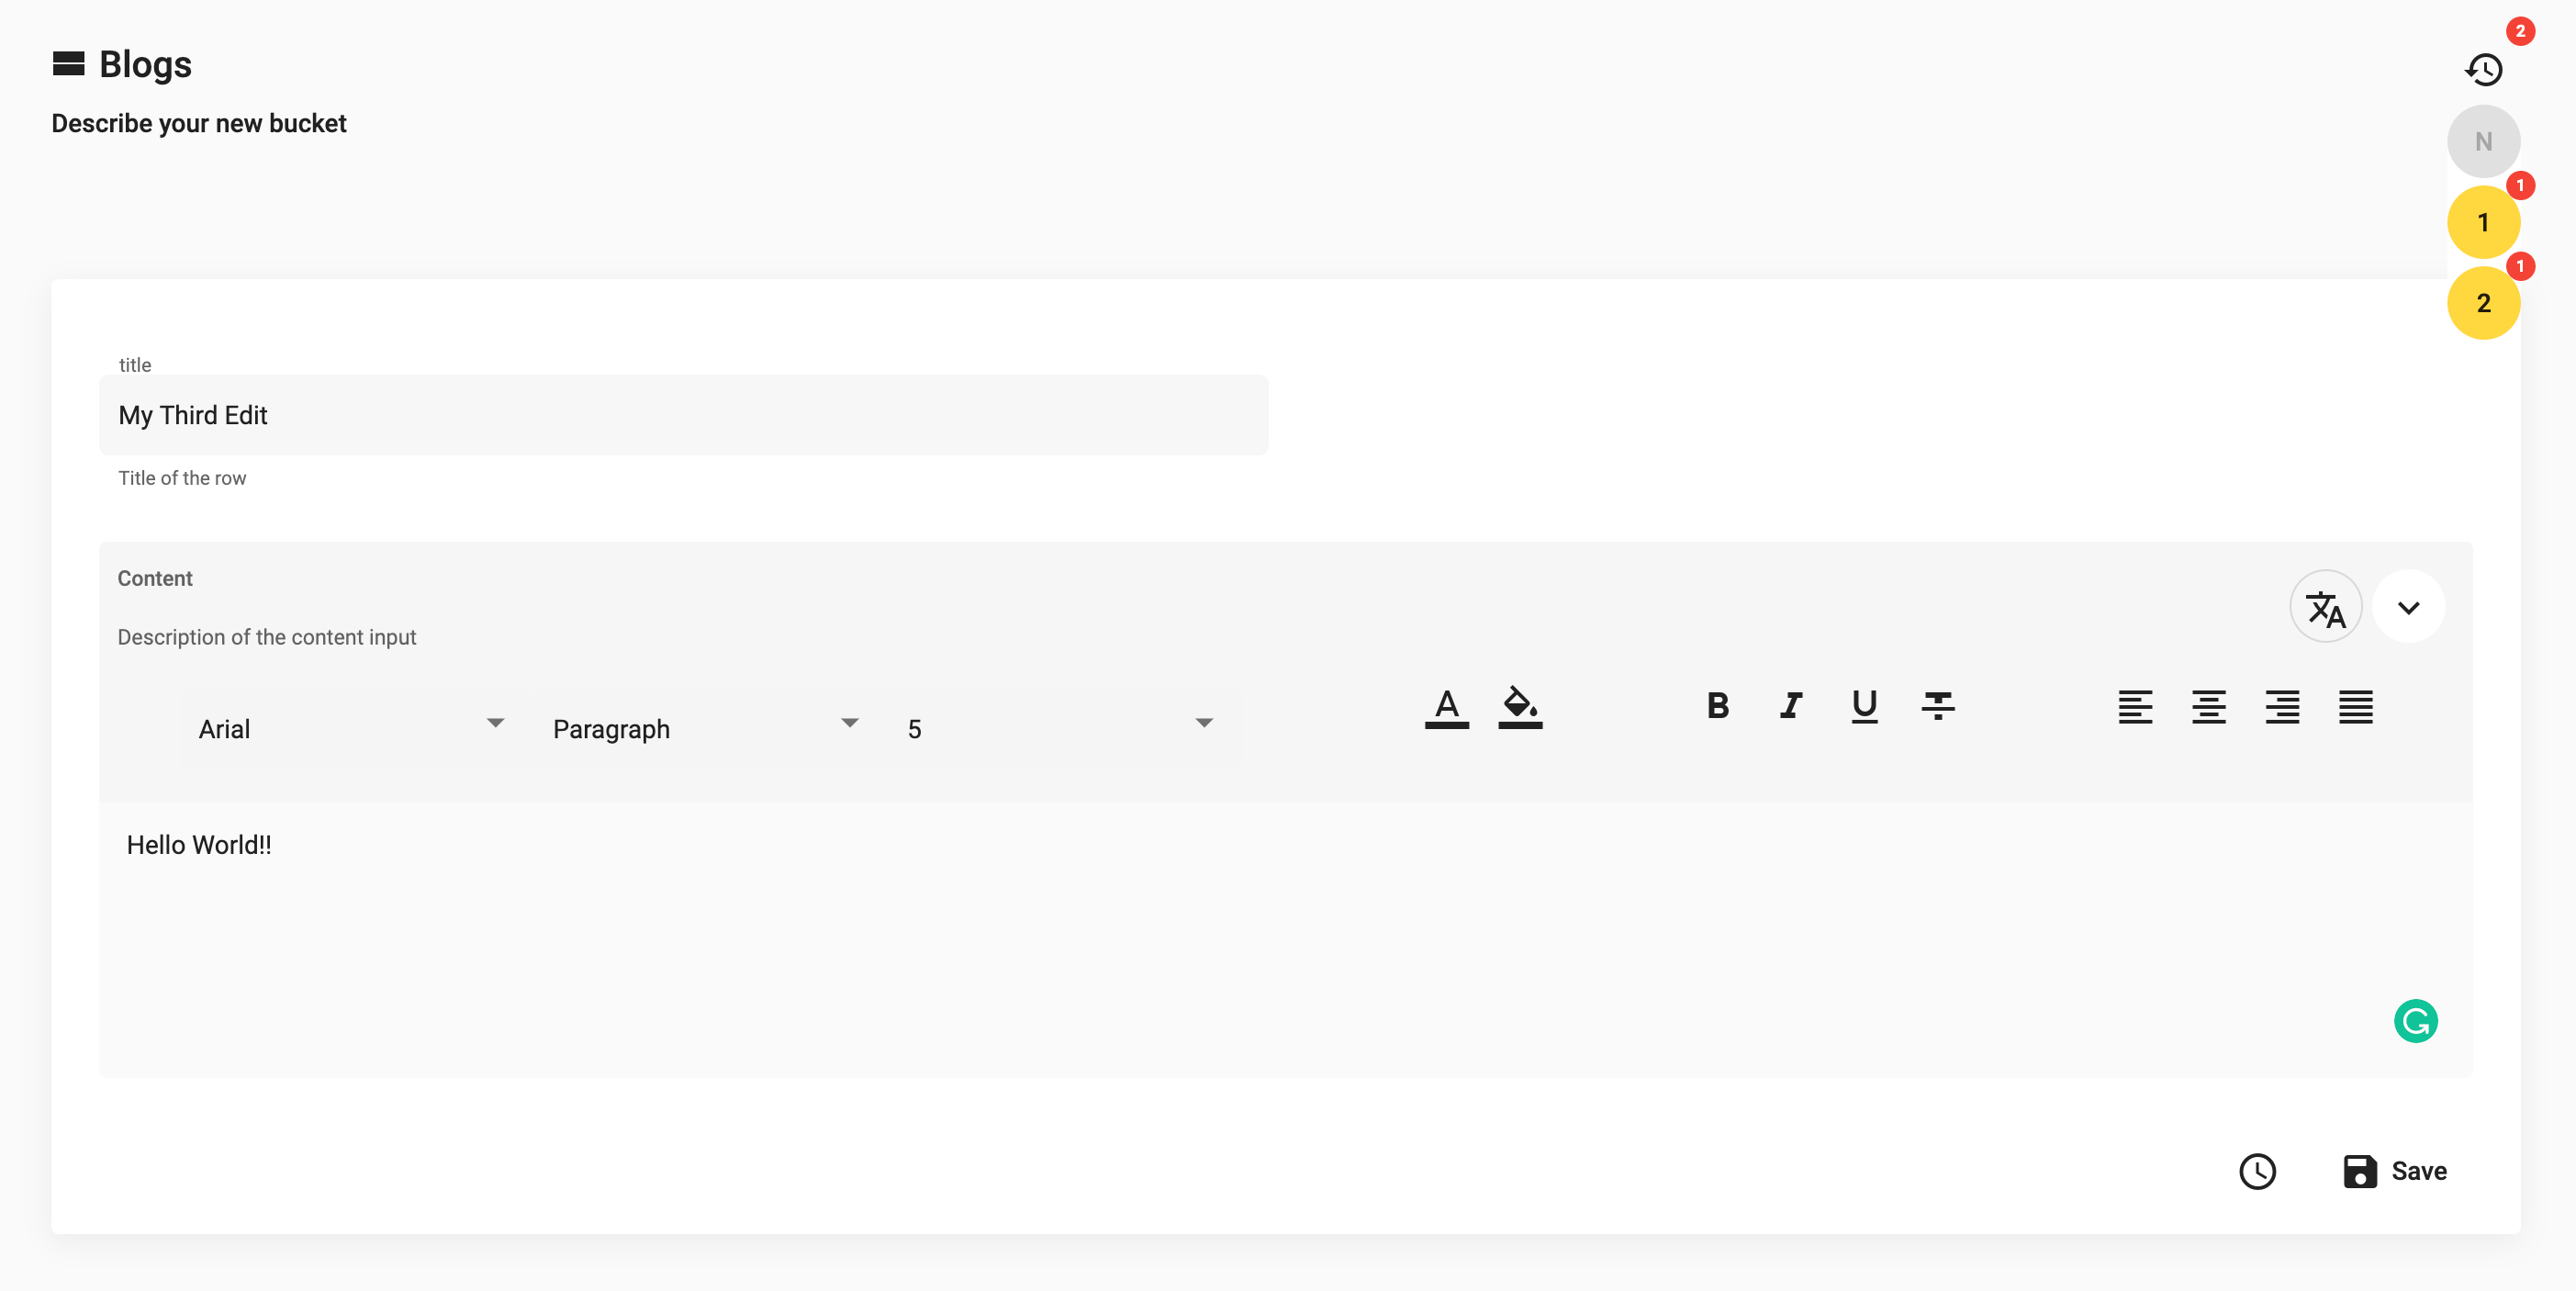 Blogs
2
Describe your new bucket
N
1
1
1
2
title
My Third Edit
Title of the row
Content
Description of the content input
Arial Paragraph 5 A B I U
Hello World!!
Save